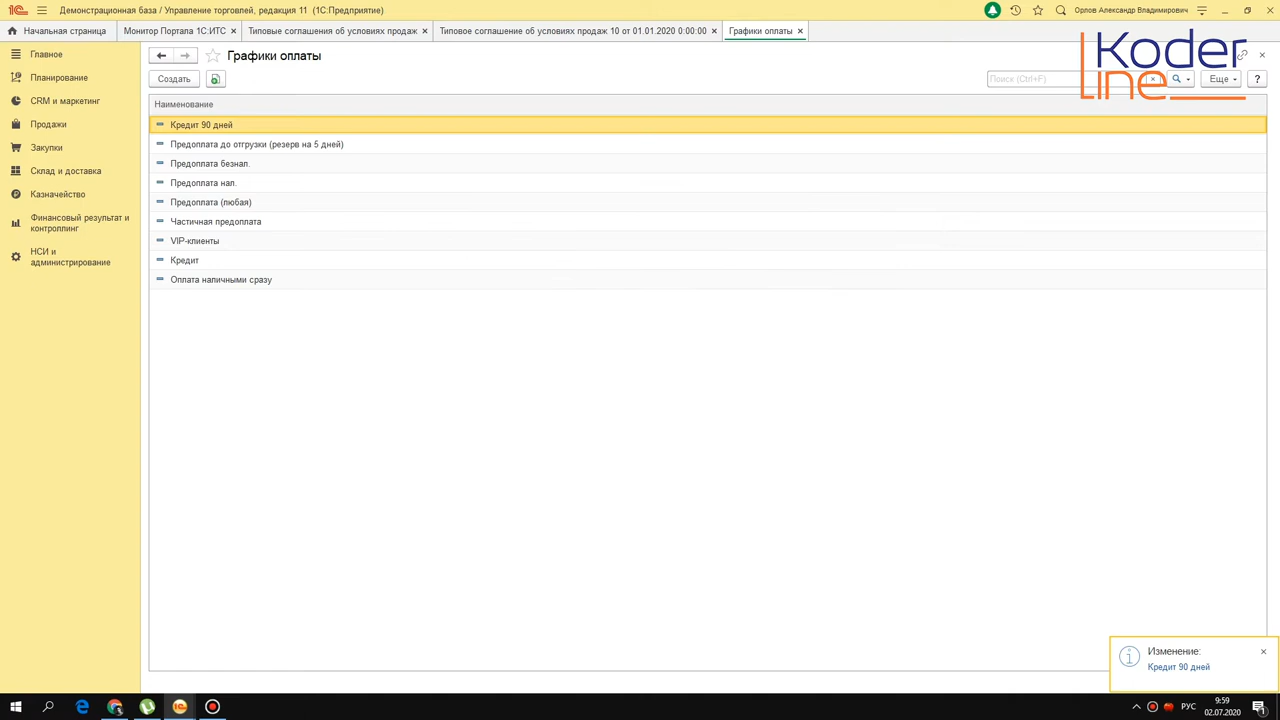 Демонстрационная база / Управление торговлей, редакция 11 (1С:Предприятие)
Орлов Александр Владимирович
Начальная страница
Монитор Портала 1С:ИТС
Типовые соглашения об условиях продаж
Типовое соглашение об условиях продаж 10 от 01.01.2020 0:00:00
Графики оплаты
Главное
Планирование
CRM и маркетинг
Продажи
Закупки
Склад и доставка
Казначейство
Финансовый результат и
контроллинг
НСИ и
администрирование
Графики оплаты
Создать
Поиск (Ctrl+F)
Еще
?
Koder
line
Наименование
Кредит 90 дней
Предоплата до отгрузки (резерв на 5 дней)
Предоплата безнал.
Предоплата нал.
Предоплата (любая)
Частичная предоплата
VIP-клиенты
Кредит
Оплата наличными сразу
Изменение:
Кредит 90 дней
РУС
9:59
02.07.2020